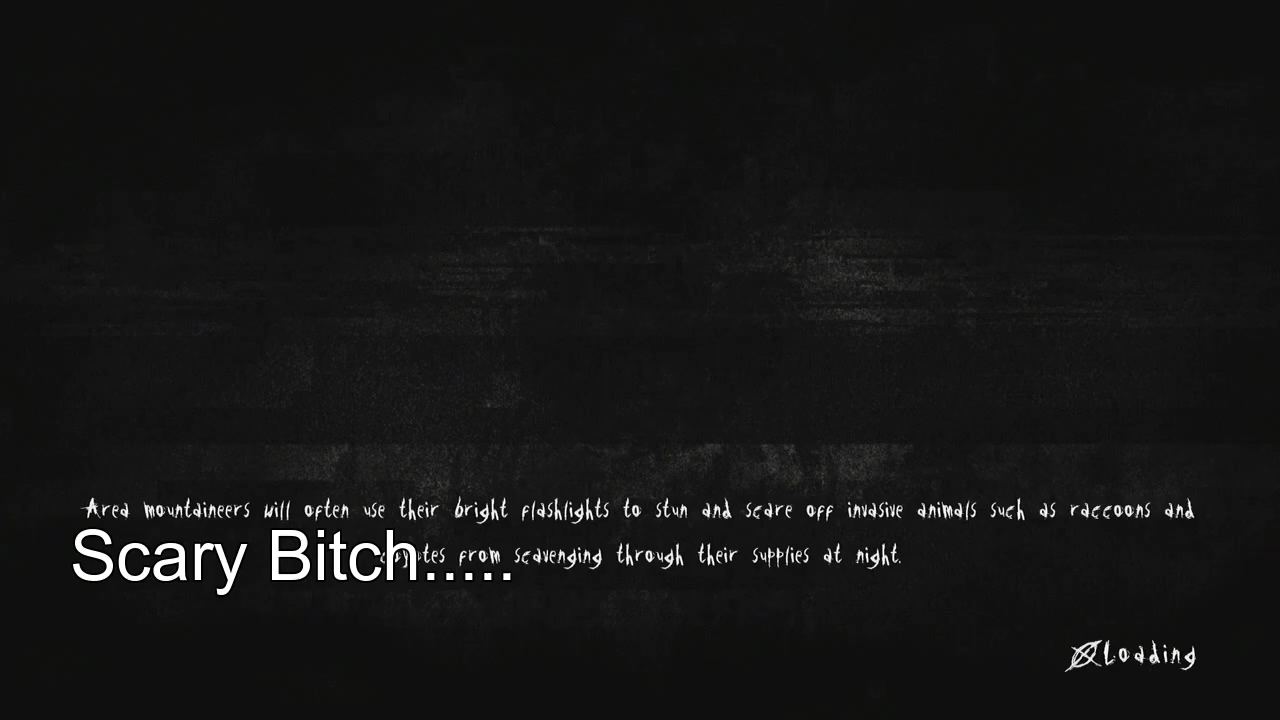 Area mountaineers will often use their bright flashlights to stun and scare off invasive animals such as raccoons and
Scary Bitch.....
coyotes from scavenging through their supplies at night.
Loading